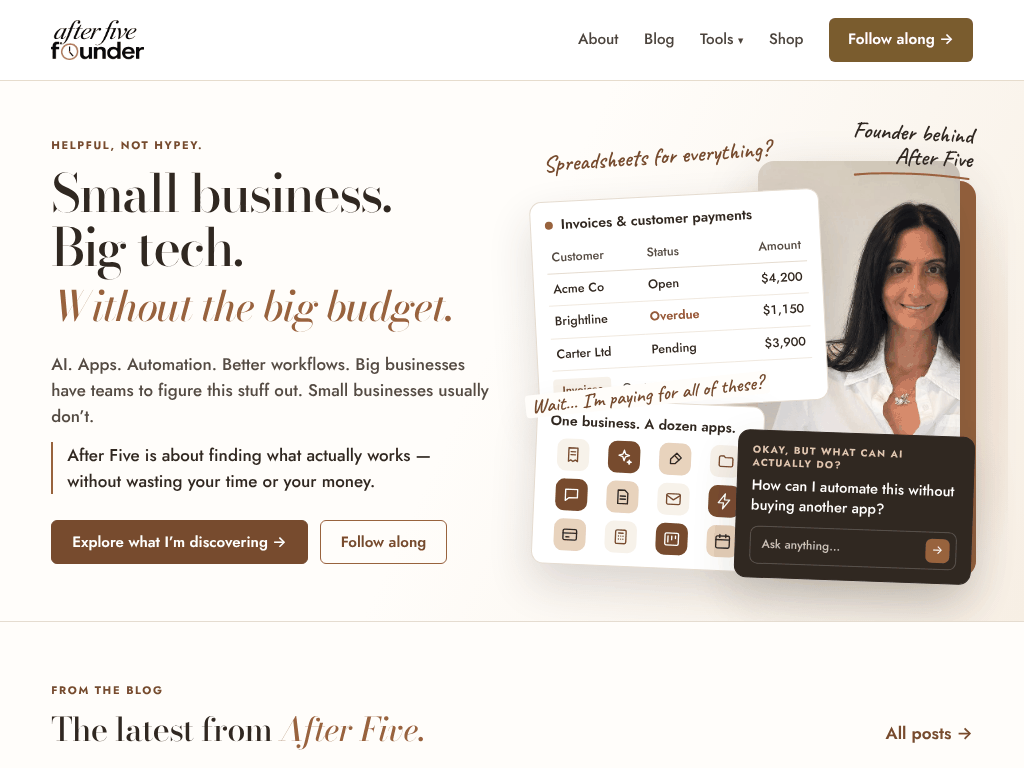 after five
founder
About Blog Tools ▾ Shop Follow along →
HELPFUL, NOT HYPEY.
Small business.
Big tech.
Without the big budget.
AI. Apps. Automation. Better workflows. Big businesses
have teams to figure this stuff out. Small businesses usually
don't.
After Five is about finding what actually works —
without wasting your time or your money.
Explore what I'm discovering →
Follow along
Spreadsheets for everything?
Founder behind
After Five
Invoices & customer payments
Customer Status Amount
Acme Co Open $4,200
Brightline Overdue $1,150
Carter Ltd Pending $3,900
Wait... I'm paying for all of these?
One business. A dozen apps.
OKAY, BUT WHAT CAN AI
ACTUALLY DO?
How can I automate this without
buying another app?
Ask anything...
→
FROM THE BLOG
The latest from After Five.
All posts →